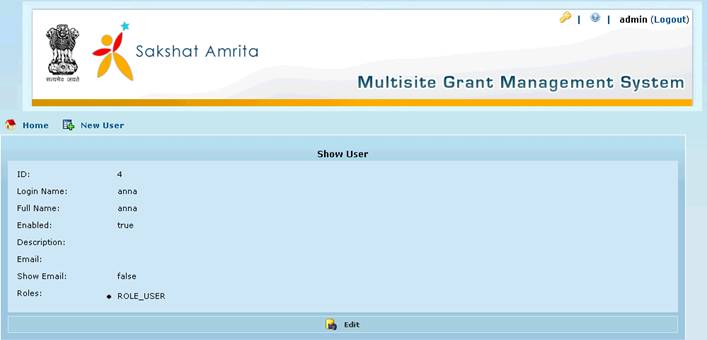 admin (Logout)
Sakshat Amrita
सत्यमेव जयते
Multisite Grant Management System
Home New User
Show User
ID: 4
Login Name: anna
Full Name: anna
Enabled: true
Description:
Email:
Show Email: false
Roles: • ROLE_USER
Edit